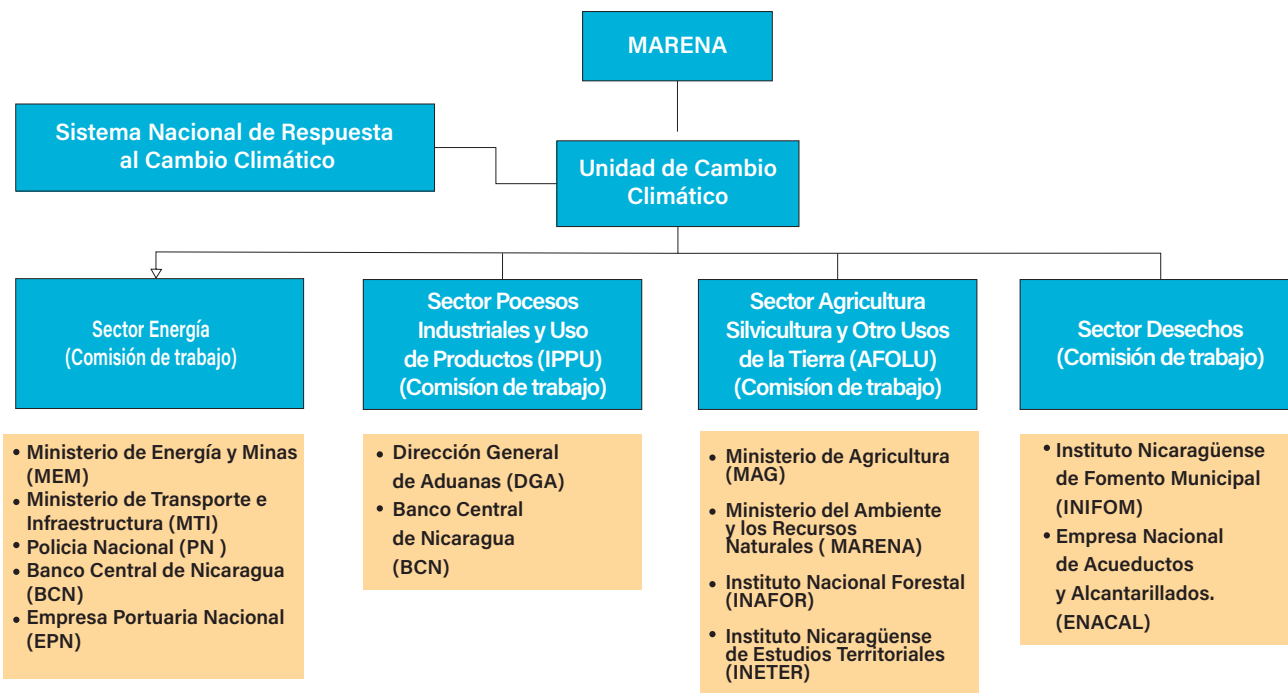 MARENA
Sistema Nacional de Respuesta
al Cambio Climático
Unidad de Cambio
Climático
Sector Energía
(Comisión de trabajo)
Sector Pocesos
Industriales y Uso
de Productos (IPPU)
(Comisíon de trabajo)
Sector Agricultura
Silvicultura y Otro Usos
de la Tierra (AFOLU)
(Comisíon de trabajo)
Sector Desechos
(Comisión de trabajo)
• Ministerio de Energía y Minas
(MEM)
• Ministerio de Transporte e
Infraestructura (MTI)
• Policia Nacional (PN )
• Banco Central de Nicaragua
(BCN)
• Empresa Portuaria Nacional
(EPN)
• Dirección General
de Aduanas (DGA)
• Banco Central
de Nicaragua
(BCN)
• Ministerio de Agricultura
(MAG)
• Ministerio del Ambiente
y los Recursos
Naturales ( MARENA)
• Instituto Nacional Forestal
(INAFOR)
• Instituto Nicaragüense
de Estudios Territoriales
(INETER)
• Instituto Nicaragüense
de Fomento Municipal
(INIFOM)
• Empresa Nacional
de Acueductos
y Alcantarillados.
(ENACAL)